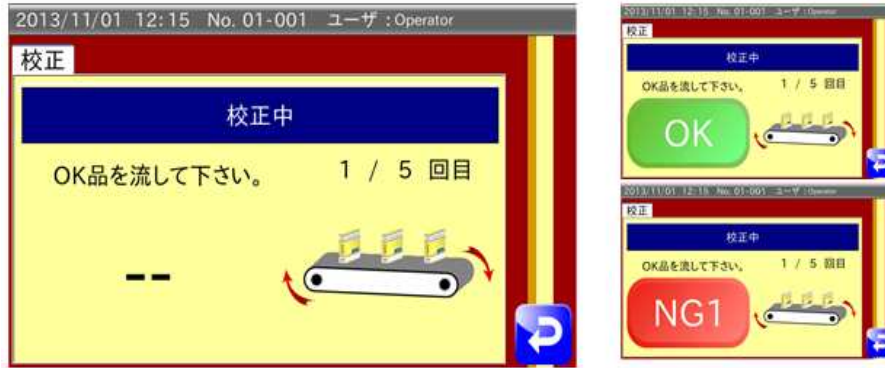 2013/11/01 12:15 No. 01-001 ユーザ :Operator
校正
校正中
OK品を流して下さい。 1 / 5 回目
--
2013/11/01 12:15 No. 01-001 ユーザ :Operator
校正
校正中
OK品を流して下さい。 1 / 5 回目
OK
2013/11/01 12:15 No. 01-001 ユーザ :Operator
校正
校正中
OK品を流して下さい。 1 / 5 回目
NG1